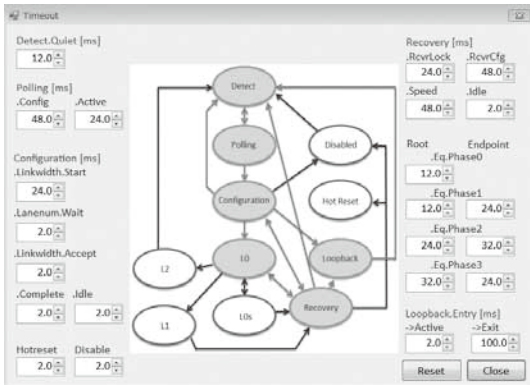 Timeout
Detect.Quiet [ms]
12.0
Polling [ms]
.Config .Active
48.0 24.0
Configuration [ms]
.Linkwidth.Start
24.0
.Lanenum.Wait
2.0
.Linkwidth.Accept
2.0
.Complete .Idle
2.0 2.0
Hotreset Disable
2.0 2.0
Detect
Polling
Disabled
Configuration
Hot Reset
L0
Loopback
L2
L0s
Recovery
L1
Recovery [ms]
.RcvrLock .RcvrCfg
24.0 48.0
.Speed .Idle
48.0 2.0
Root Endpoint
.Eq.Phase0
12.0
.Eq.Phase1
12.0 24.0
.Eq.Phase2
24.0 32.0
.Eq.Phase3
32.0 24.0
Loopback.Entry [ms]
->Active ->Exit
2.0 100.0
Reset Close